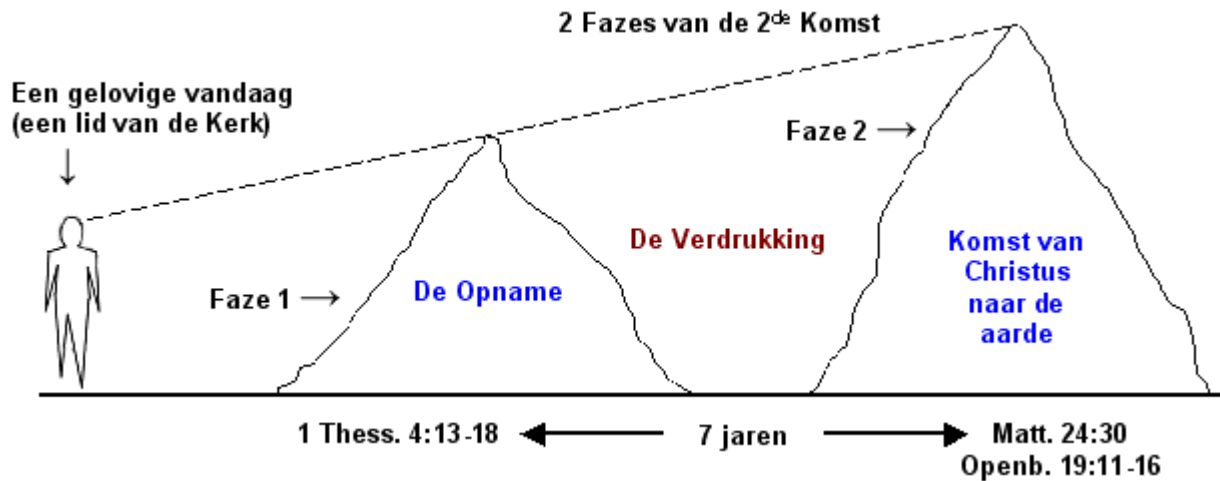 2 Fazes van de 2de Komst
Een gelovige vandaag
(een lid van de Kerk)
Faze 1
De Opname
De Verdrukking
Faze 2
Komst van
Christus
naar de
aarde
1 Thess. 4:13-18
7 jaren
Matt. 24:30
Openb. 19:11-16